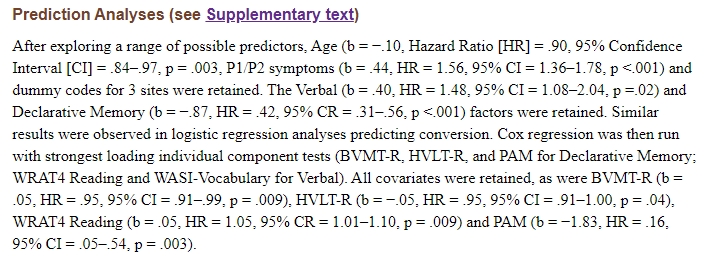 Prediction Analyses (see Supplementary text)
After exploring a range of possible predictors, Age (b = −.10, Hazard Ratio [HR] = .90, 95% Confidence
Interval [CI] = .84–.97, p = .003, P1/P2 symptoms (b = .44, HR = 1.56, 95% CI = 1.36–1.78, p <.001) and
dummy codes for 3 sites were retained. The Verbal (b = .40, HR = 1.48, 95% CI = 1.08–2.04, p =.02) and
Declarative Memory (b = −.87, HR = .42, 95% CR = .31–.56, p <.001) factors were retained. Similar
results were observed in logistic regression analyses predicting conversion. Cox regression was then run
with strongest loading individual component tests (BVMT-R, HVLT-R, and PAM for Declarative Memory;
WRAT4 Reading and WASI-Vocabulary for Verbal). All covariates were retained, as were BVMT-R (b =
.05, HR = .95, 95% CI = .91–.99, p = .009), HVLT-R (b = −.05, HR = .95, 95% CI = .91–1.00, p = .04),
WRAT4 Reading (b = .05, HR = 1.05, 95% CR = 1.01–1.10, p = .009) and PAM (b = −1.83, HR = .16,
95% CI = .05–.54, p = .003).